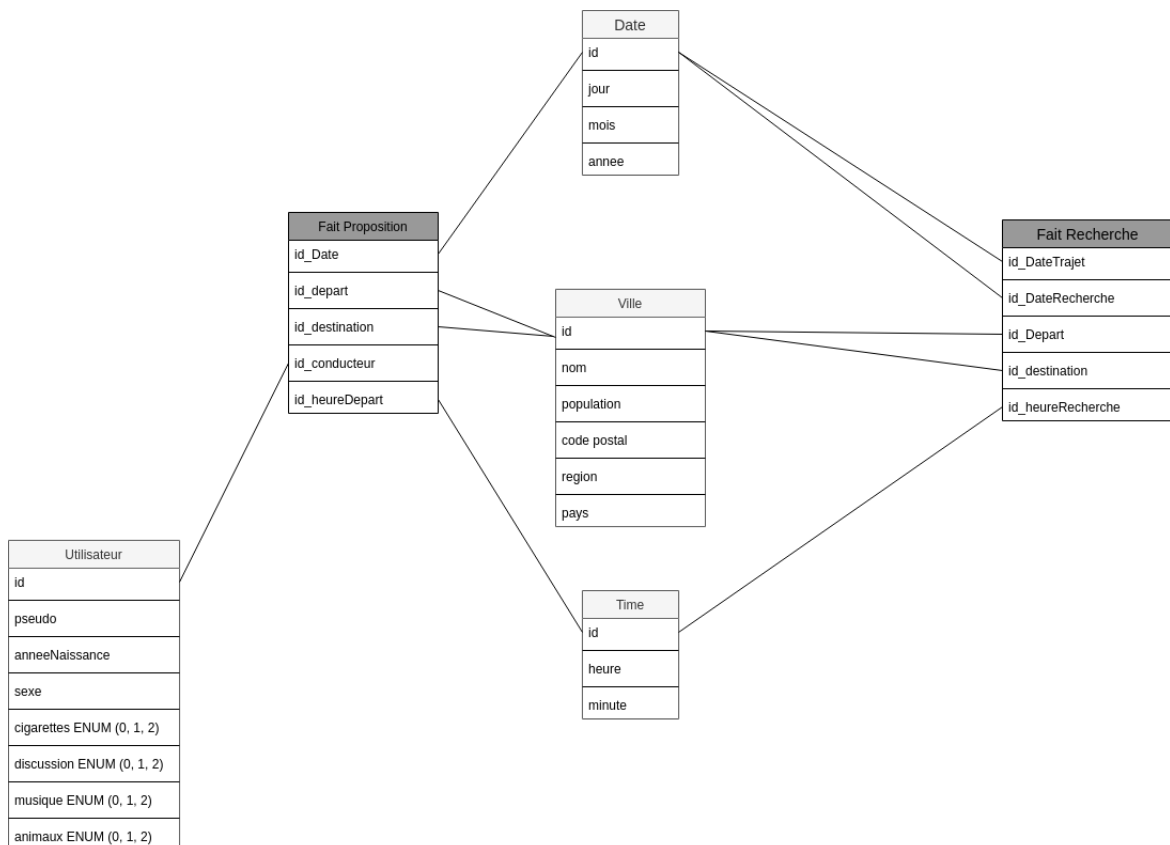 Date
id
jour
mois
annee
Fait Proposition
id_Date
id_depart
id_destination
id_conducteur
id_heureDepart
Ville
id
nom
population
code postal
region
pays
Fait Recherche
id_DateTrajet
id_DateRecherche
id_Depart
id_destination
id_heureRecherche
Utilisateur
id
pseudo
anneeNaissance
sexe
cigarettes ENUM (0, 1, 2)
discussion ENUM (0, 1, 2)
musique ENUM (0, 1, 2)
animaux ENUM (0, 1, 2)
Time
id
heure
minute